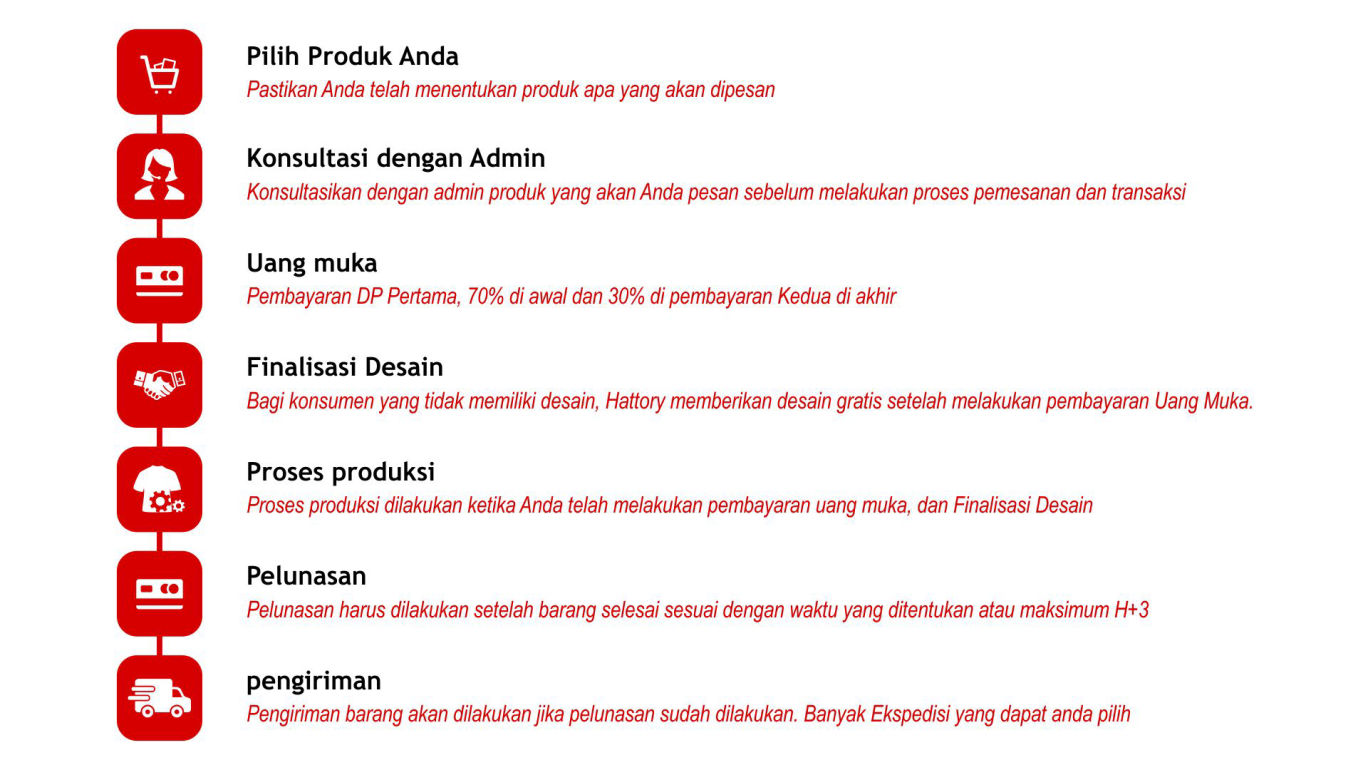 Pilih Produk Anda
Pastikan Anda telah menentukan produk apa yang akan dipesan
Konsultasi dengan Admin
Konsultasikan dengan admin produk yang akan Anda pesan sebelum melakukan proses pemesanan dan transaksi
Uang muka
Pembayaran DP Pertama, 70% di awal dan 30% di pembayaran Kedua di akhir
Finalisasi Desain
Bagi konsumen yang tidak memiliki desain, Hattory memberikan desain gratis setelah melakukan pembayaran Uang Muka.
Proses produksi
Proses produksi dilakukan ketika Anda telah melakukan pembayaran uang muka, dan Finalisasi Desain
Pelunasan
Pelunasan harus dilakukan setelah barang selesai sesuai dengan waktu yang ditentukan atau maksimum H+3
pengiriman
Pengiriman barang akan dilakukan jika pelunasan sudah dilakukan. Banyak Ekspedisi yang dapat anda pilih